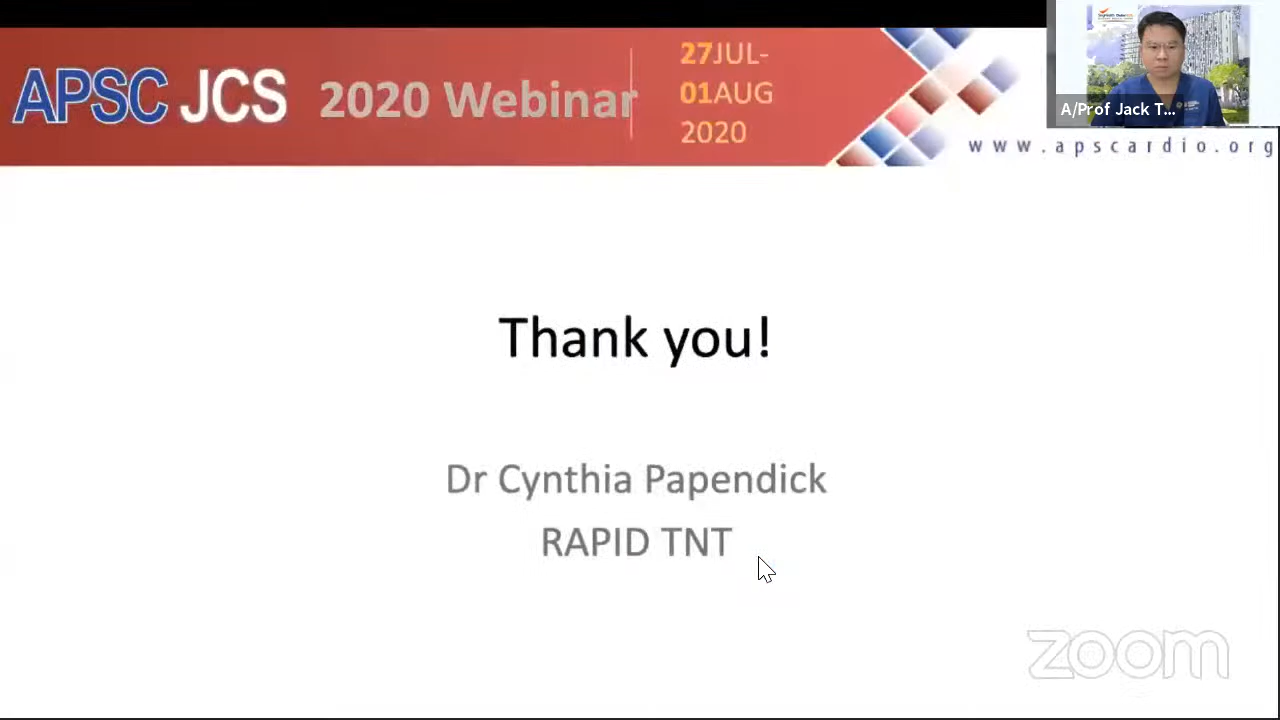 APSC JCS 2020 Webinar
27JUL-
01AUG
2020
A/Prof Jack T...
www.apscardio.org
Thank you!
Dr Cynthia Papendick
RAPID TNT
zoom